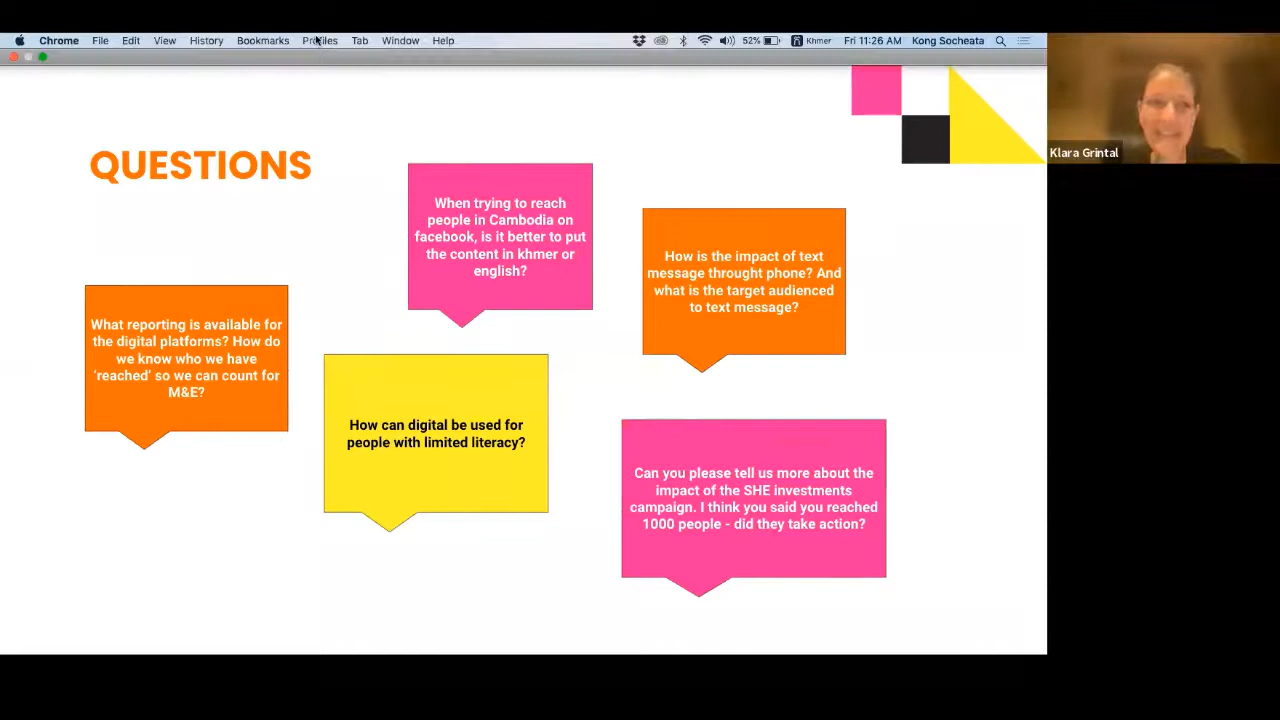 Chrome File Edit View History Bookmarks Profiles Tab Window Help 52% Khmer Fri 11:26 AM Kong Socheata
Klara Grintal
QUESTIONS
When trying to reach
people in Cambodia on
facebook, is it better to put
the content in khmer or
english?
How is the impact of text
message throught phone? And
what is the target audienced
to text message?
What reporting is available for
the digital platforms? How do
we know who we have
‘reached’ so we can count for
M&E?
How can digital be used for
people with limited literacy?
Can you please tell us more about the
impact of the SHE investments
campaign. I think you said you reached
1000 people - did they take action?